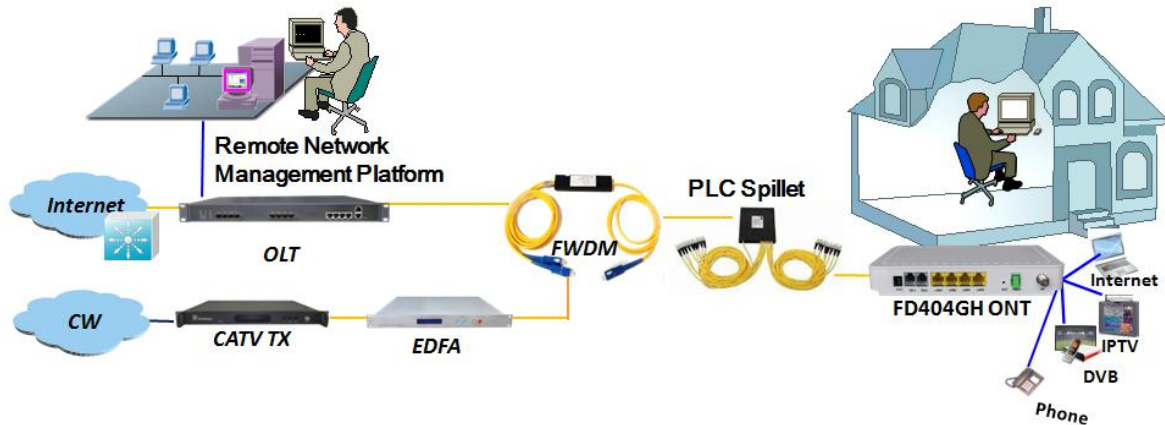 Remote Network
Management Platform
Internet
OLT
FWDM
PLC Spillet
FD404GH ONT
Internet
IPTV
DVB
Phone
CW
CATV TX
EDFA